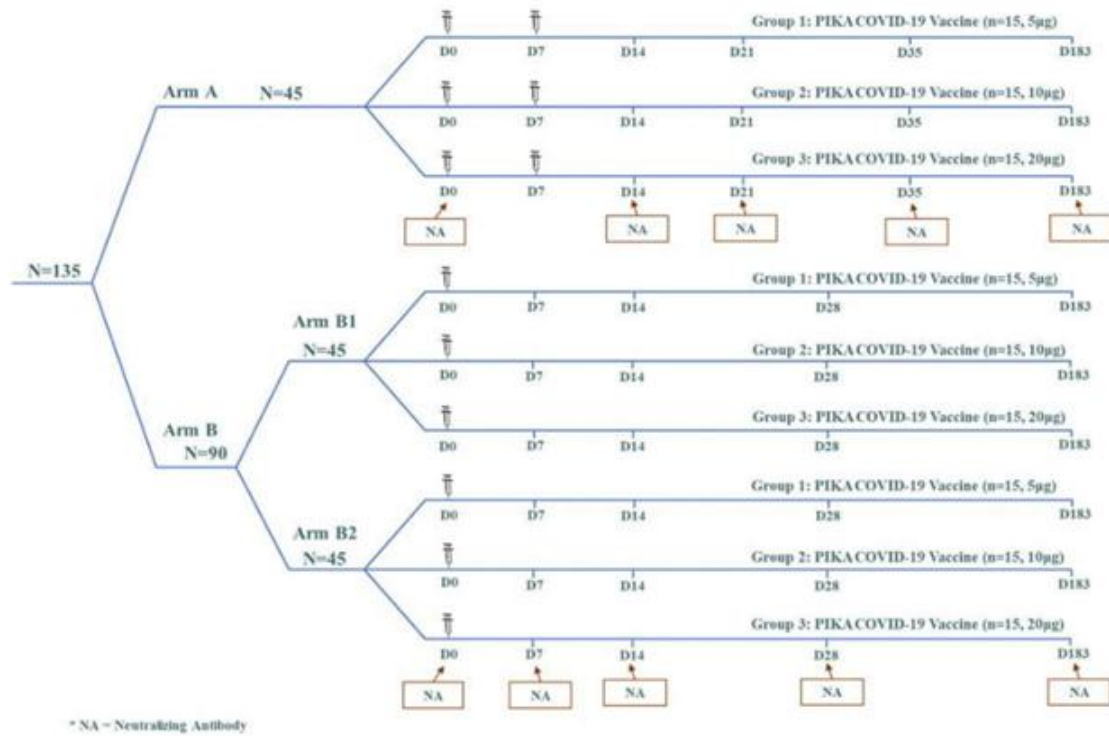 Group 1: PIKA COVID-19 Vaccine (n=15, 5µg)
D0 D7 D14 D21 D35 D183
Arm A N=45
Group 2: PIKA COVID-19 Vaccine (n=15, 10µg)
D0 D7 D14 D21 D35 D183
Group 3: PIKA COVID-19 Vaccine (n=15, 20µg)
D0 D7 D14 D21 D35 D183
NA NA NA NA NA
N=135
Group 1: PIKA COVID-19 Vaccine (n=15, 5µg)
D0 D7 D14 D28 D183
Arm B1
N=45
Group 2: PIKA COVID-19 Vaccine (n=15, 10µg)
D0 D7 D14 D28 D183
Group 3: PIKA COVID-19 Vaccine (n=15, 20µg)
D0 D7 D14 D28 D183
Arm B
N=90
Group 1: PIKA COVID-19 Vaccine (n=15, 5µg)
D0 D7 D14 D28 D183
Arm B2
N=45
Group 2: PIKA COVID-19 Vaccine (n=15, 10µg)
D0 D7 D14 D28 D183
Group 3: PIKA COVID-19 Vaccine (n=15, 20µg)
D0 D7 D14 D28 D183
NA NA NA NA NA
* NA = Neutralizing Antibody